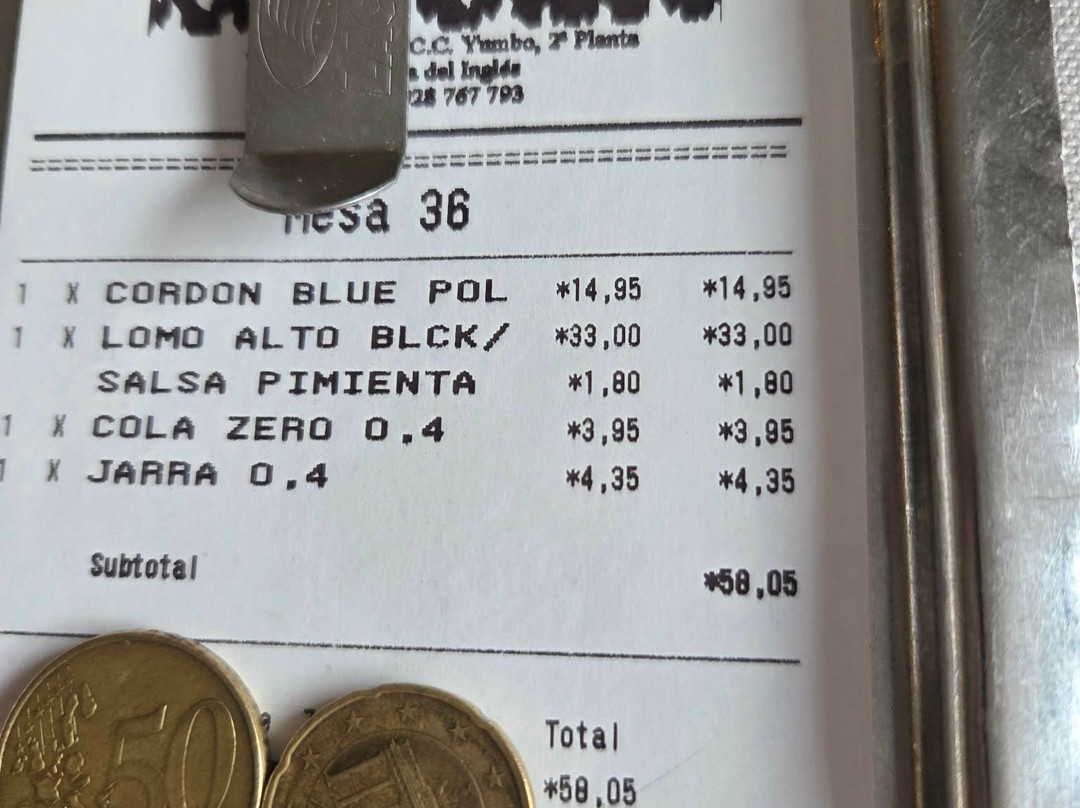 C.C. Yumbo, 2ª Planta
del Inglés
28 767 793
Mesa 36
1 X CORDON BLUE POL *14,95 *14,95
1 X LOMO ALTO BLCK/ *33,00 *33,00
SALSA PIMIENTA *1,80 *1,80
1 X COLA ZERO 0.4 *3,95 *3,95
1 X JARRA 0.4 *4,35 *4,35
Subtotal *58,05
Total
*58,05
50